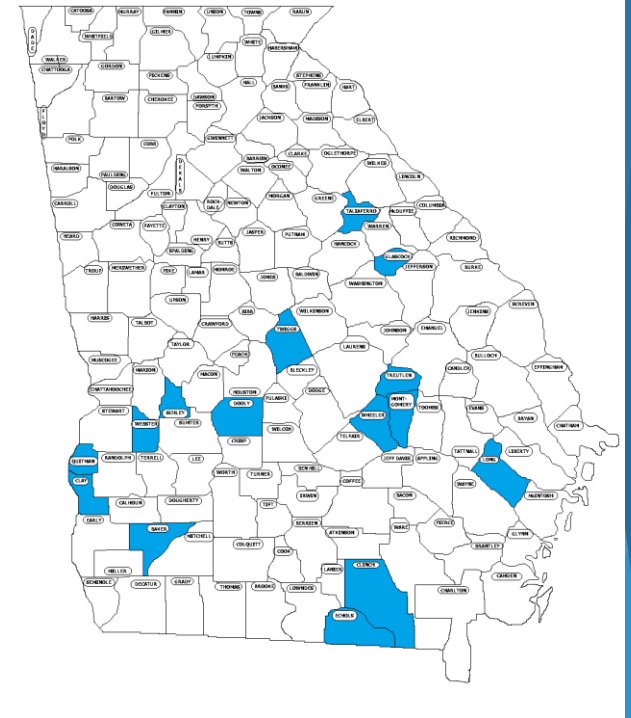 CATOOSA
MURRAY
FANNIN
UNION
TOWNS
RABUN
DADE
WHITFIELD
GILMER
WHITE
HABERSHAM
WALKER
LUMPKIN
CHATTOOGA
GORDON
PICKENS
STEPHENS
HALL
BANKS
FRANKLIN
HART
BARTOW
CHEROKEE
DAWSON
FORSYTH
FLOYD
JACKSON
MADISON
ELBERT
POLK
COBB
GWINNETT
BARROW
CLARKE
OGLETHORPE
HARALSON
PAULDING
DEKALB
WALTON
OCONEE
WILKES
DOUGLAS
FULTON
LINCOLN
CARROLL
CLAYTON
ROCK-
DALE
NEWTON
MORGAN
GREENE
TALIAFERRO
McDUFFIE
COLUMBIA
HEARD
COWETA
FAYETTE
WARREN
HENRY
BUTTS
JASPER
PUTNAM
HANCOCK
RICHMOND
SPALDING
GLASCOCK
TROUP
MERIWETHER
PIKE
LAMAR
MONROE
JONES
BALDWIN
JEFFERSON
BURKE
WASHINGTON
UPSON
HARRIS
TALBOT
CRAWFORD
BIBB
WILKINSON
JENKINS
SCREVEN
TWIGGS
JOHNSON
EMANUEL
TAYLOR
PEACH
LAURENS
MUSCOGEE
MARION
MACON
BLECKLEY
BULLOCH
CANDLER
EFFINGHAM
TREUTLEN
CHATTAHOOCHEE
HOUSTON
DODGE
STEWART
SCHLEY
DOOLY
PULASKI
MONT-
GOMERY
TOOMBS
EVANS
WEBSTER
SUMTER
WHEELER
BRYAN
CHATHAM
WILCOX
CRISP
TELFAIR
QUITMAN
RANDOLPH
TERRELL
LEE
JEFF DAVIS
APPLING
TATTNALL
LONG
LIBERTY
CLAY
WORTH
TURNER
BEN HILL
COFFEE
WAYNE
CALHOUN
DOUGHERTY
IRWIN
BACON
McINTOSH
EARLY
TIFT
BAKER
MITCHELL
BERRIEN
ATKINSON
WARE
PIERCE
GLYNN
COLQUITT
COOK
BRANTLEY
MILLER
LANIER
CLINCH
SEMINOLE
DECATUR
GRADY
THOMAS
BROOKS
LOWNDES
CHARLTON
CAMDEN
ECHOLS